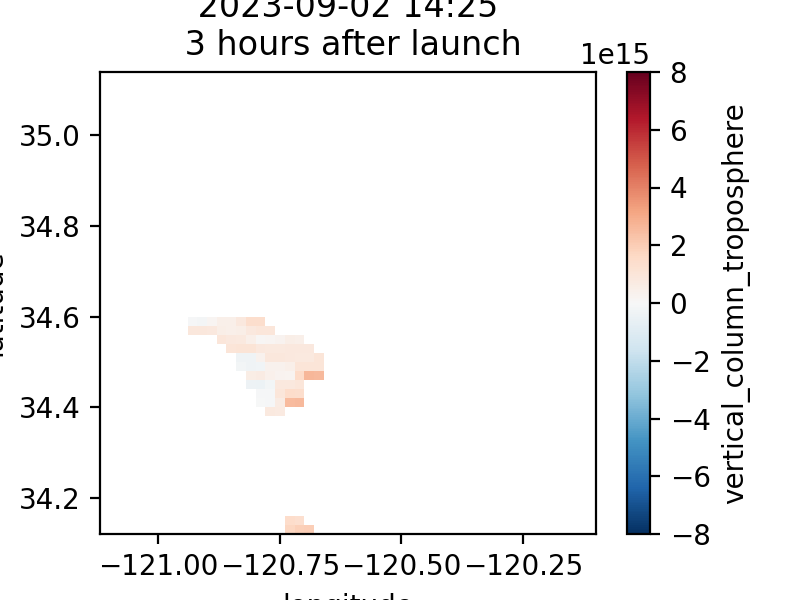 2023-09-02 14:25
3 hours after launch
1e15
8
6
4
2
0
−2
−4
−6
−8
vertical_column_troposphere
35.0
34.8
34.6
34.4
34.2
latitude
−121.00 −120.75 −120.50 −120.25
longitude